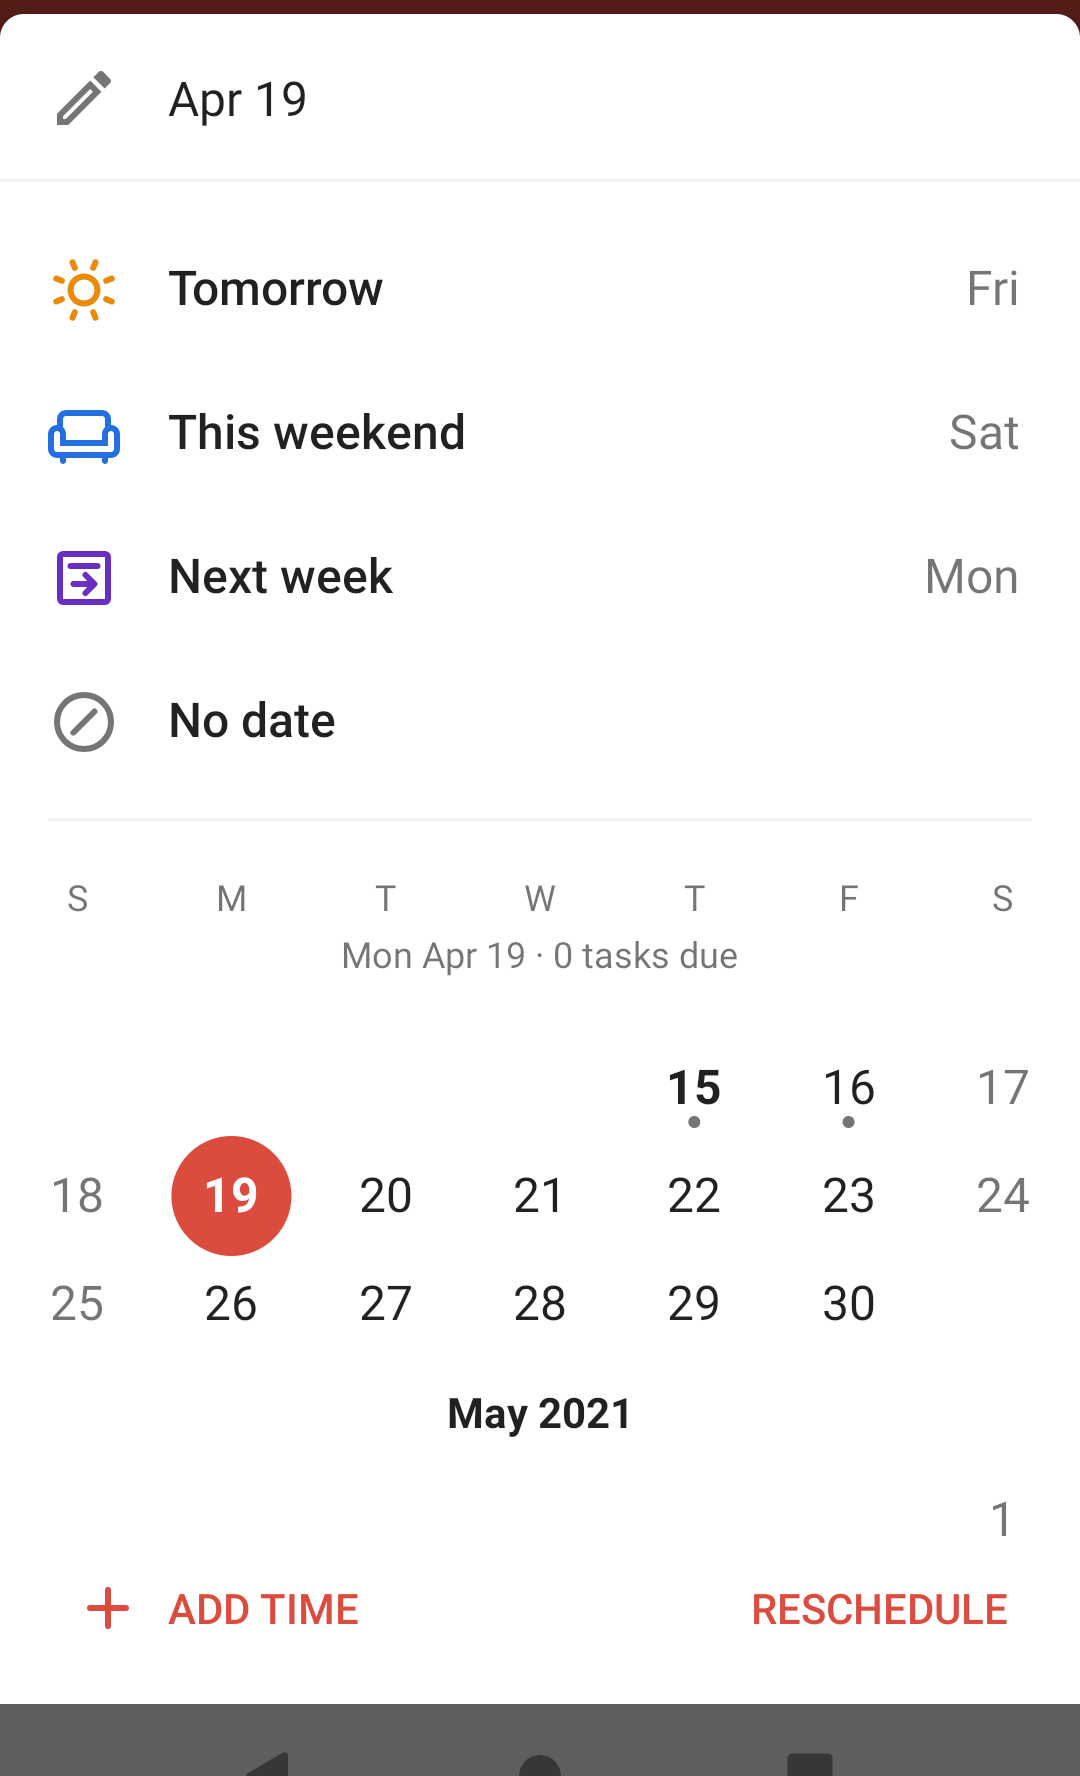 Apr 19
Tomorrow Fri
This weekend Sat
Next week Mon
No date
S M T W T F S
Mon Apr 19 · 0 tasks due
15 16 17
18 19 20 21 22 23 24
25 26 27 28 29 30
May 2021
1
ADD TIME RESCHEDULE